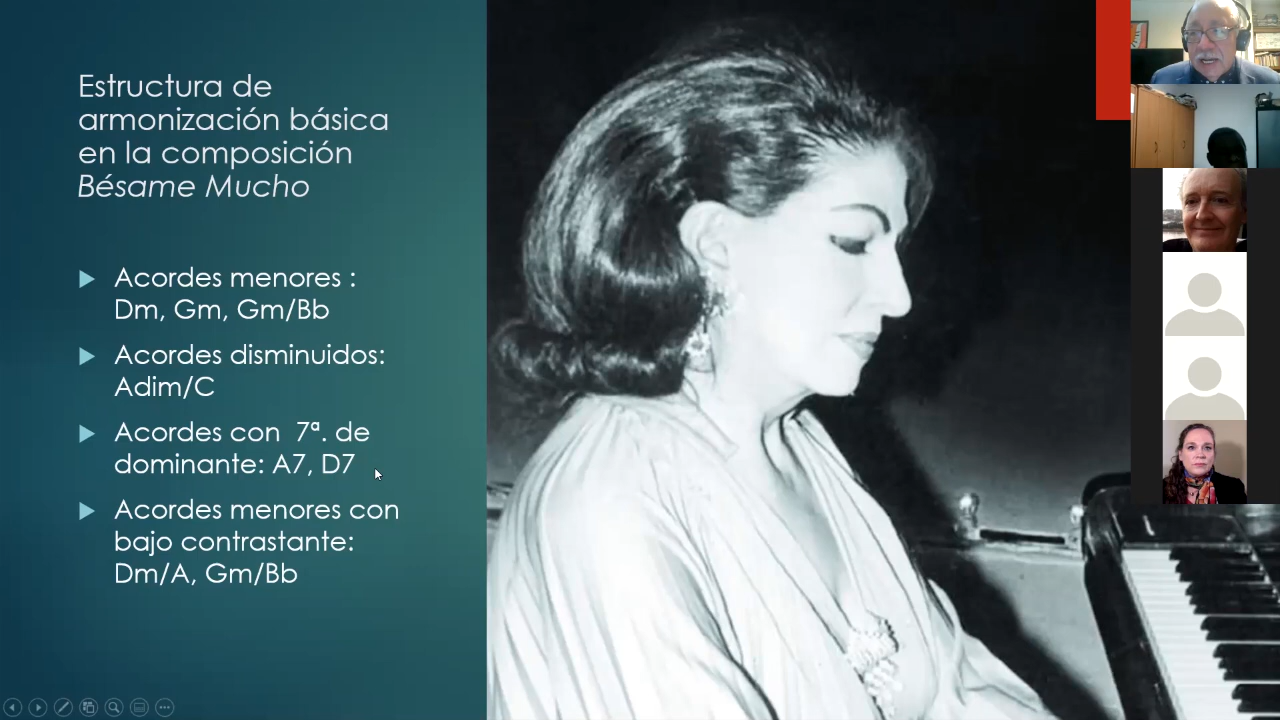 Estructura de
armonización básica
en la composición
Bésame Mucho
Acordes menores :
Dm, Gm, Gm/Bb
Acordes disminuidos:
Adim/C
Acordes con 7ª. de
dominante: A7, D7
Acordes menores con
bajo contrastante:
Dm/A, Gm/Bb